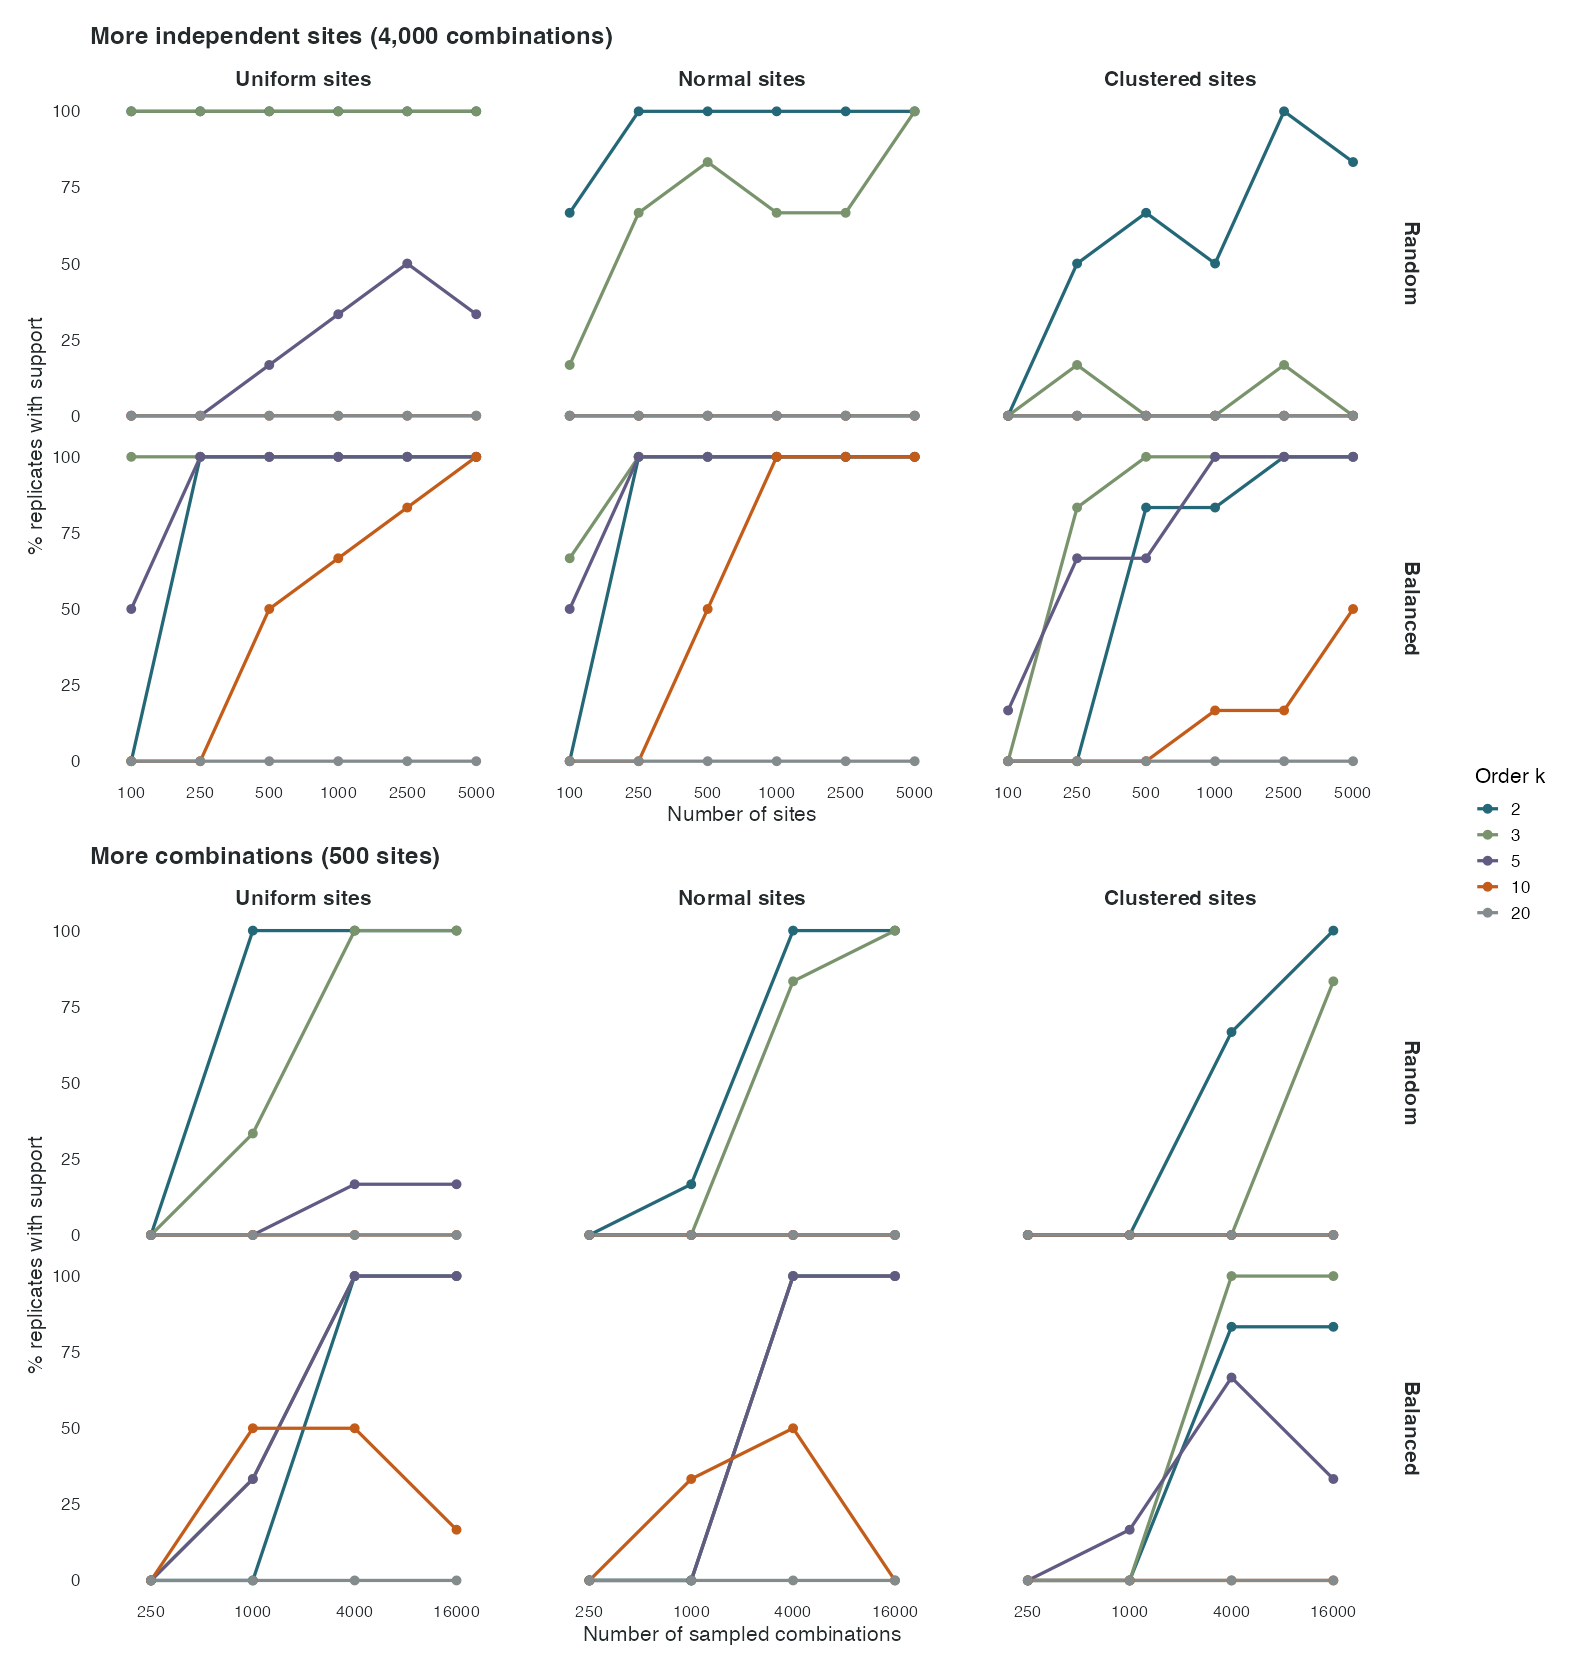 More independent sites (4,000 combinations)
Uniform sites
Normal sites
Clustered sites
% replicates with support
100
75
50
25
0
Random
100
75
50
25
0
Balanced
100 250 500 1000 2500 5000
100 250 500 1000 2500 5000
100 250 500 1000 2500 5000
Number of sites
Order k
2
3
5
10
20
More combinations (500 sites)
Uniform sites
Normal sites
Clustered sites
% replicates with support
100
75
50
25
0
Random
100
75
50
25
0
Balanced
250 1000 4000 16000
250 1000 4000 16000
250 1000 4000 16000
Number of sampled combinations